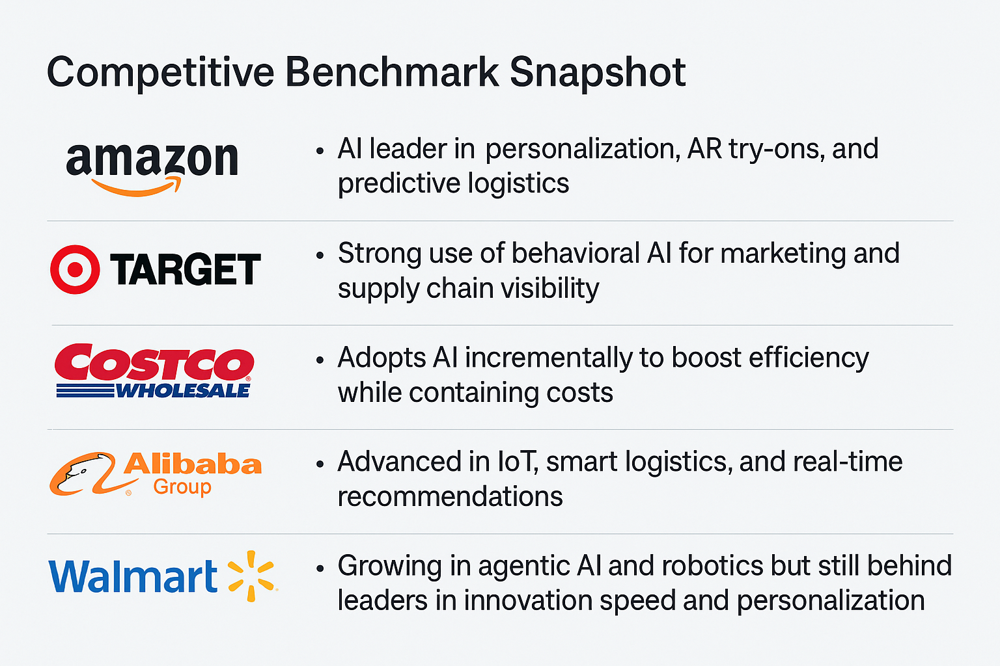 Competitive Benchmark Snapshot
amazon
• AI leader in personalization, AR try-ons, and
predictive logistics
TARGET
• Strong use of behavioral AI for marketing and
supply chain visibility
COSTCO
WHOLESALE
• Adopts AI incrementally to boost efficiency
while containing costs
Alibaba
Group
• Advanced in IoT, smart logistics, and real-time
recommendations
Walmart
• Growing in agentic AI and robotics but still behind
leaders in innovation speed and personalization